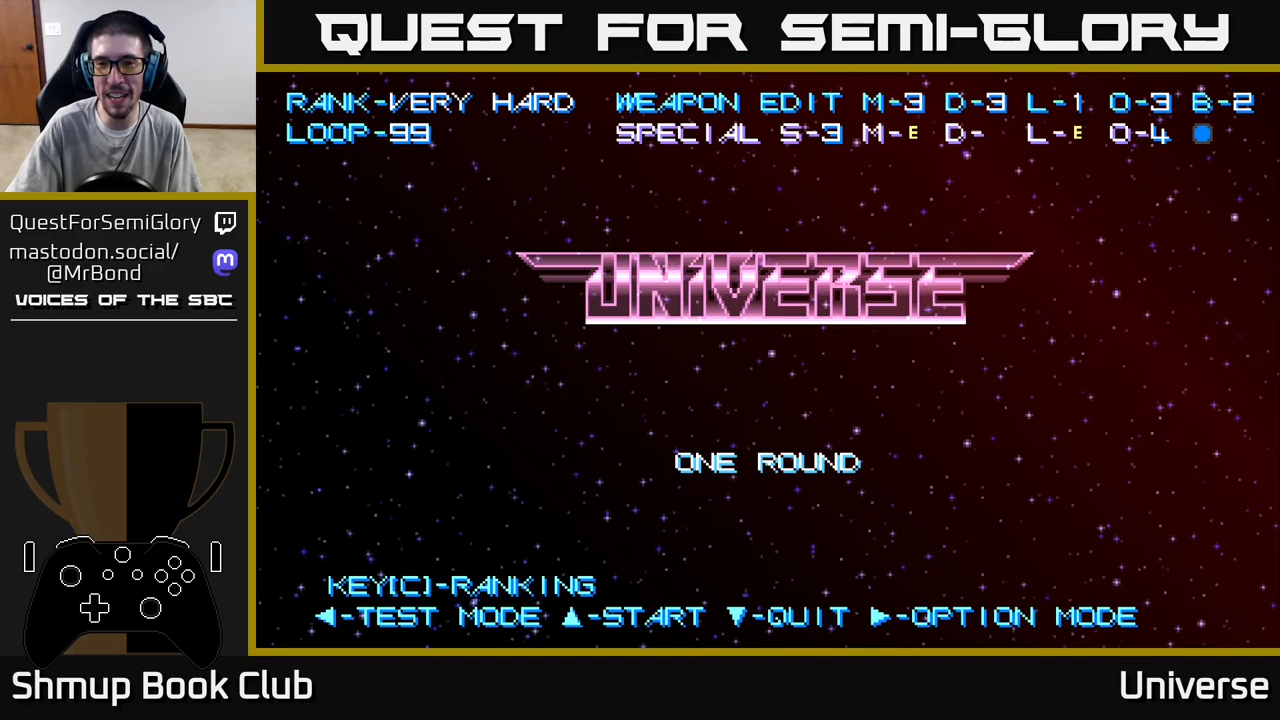 QUEST FOR SEMI-GLORY
QuestForSemiGlory
mastodon.social/
@MrBond
VOICES OF THE SBC
RANK-VERY HARD WEAPON EDIT M-3 D-3 L-1 O-3 B-2
LOOP-99 SPECIAL S-3 M-E D- L-E O-4
UNIVERSE
ONE ROUND
KEY[C]-RANKING
◀-TEST MODE ▲-START ▼-QUIT ▶-OPTION MODE
Shmup Book Club
Universe